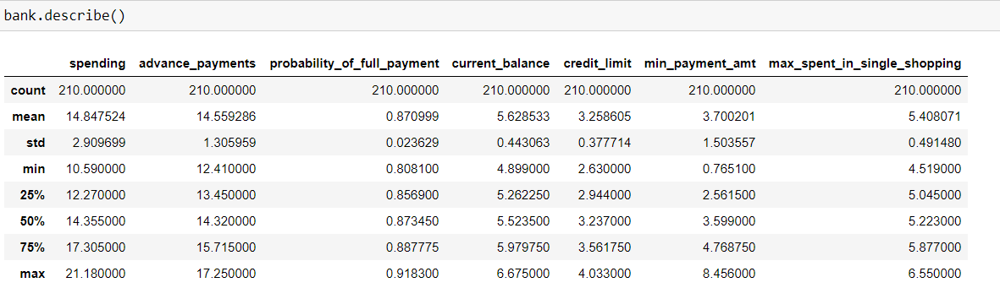 bank.describe()
spending advance_payments probability_of_full_payment current_balance credit_limit min_payment_amt max_spent_in_single_shopping
count 210.000000 210.000000 210.000000 210.000000 210.000000 210.000000 210.000000
mean 14.847524 14.559286 0.870999 5.628533 3.258605 3.700201 5.408071
std 2.909699 1.305959 0.023629 0.443063 0.377714 1.503557 0.491480
min 10.590000 12.410000 0.808100 4.899000 2.630000 0.765100 4.519000
25% 12.270000 13.450000 0.856900 5.262250 2.944000 2.561500 5.045000
50% 14.355000 14.320000 0.873450 5.523500 3.237000 3.599000 5.223000
75% 17.305000 15.715000 0.887775 5.979750 3.561750 4.768750 5.877000
max 21.180000 17.250000 0.918300 6.675000 4.033000 8.456000 6.550000